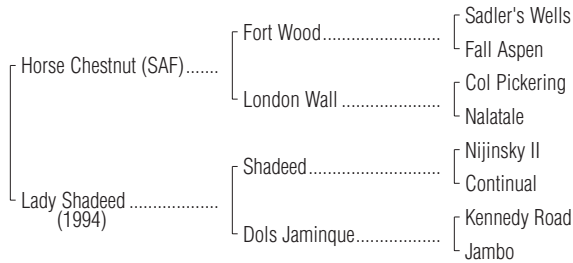 Sadler's Wells
Fort Wood
Fall Aspen
Horse Chestnut (SAF)
Col Pickering
London Wall
Nalatale
Nijinsky II
Shadeed
Continual
Lady Shadeed
(1994)
Kennedy Road
Dols Jaminque
Jambo